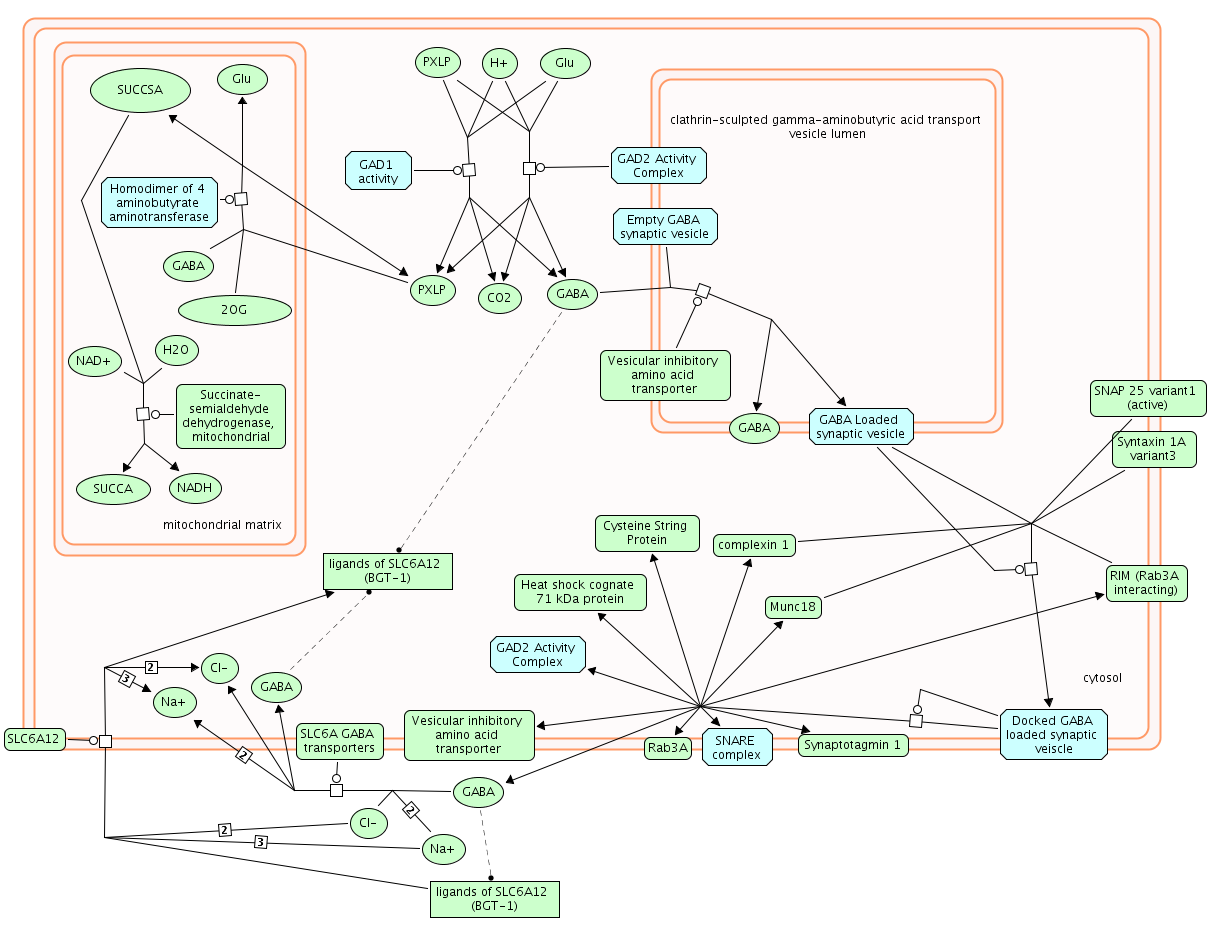 PXLP
H+
Glu
SUCCSA
Glu
clathrin-sculpted gamma-aminobutyric acid transport
vesicle lumen
GAD1
activity
GAD2 Activity
Complex
Homodimer of 4
aminobutyrate
aminotransferase
Empty GABA
synaptic vesicle
GABA
2OG
PXLP
CO2
GABA
NAD+
H2O
Vesicular inhibitory
amino acid
transporter
Succinate-
semialdehyde
dehydrogenase,
mitochondrial
SNAP 25 variant1
(active)
GABA
GABA Loaded
synaptic vesicle
Syntaxin 1A
variant3
SUCCA
NADH
mitochondrial matrix
Cysteine String
Protein
complexin 1
ligands of SLC6A12
(BGT-1)
Heat shock cognate
71 kDa protein
Munc18
RIM (Rab3A
interacting)
GAD2 Activity
Complex
cytosol
2
Cl-
3
Na+
GABA
SLC6A12
SLC6A GABA
transporters
Vesicular inhibitory
amino acid
transporter
Rab3A
SNARE
complex
Synaptotagmin 1
Docked GABA
loaded synaptic
veiscle
2
GABA
2
Cl-
2
3
Na+
ligands of SLC6A12
(BGT-1)